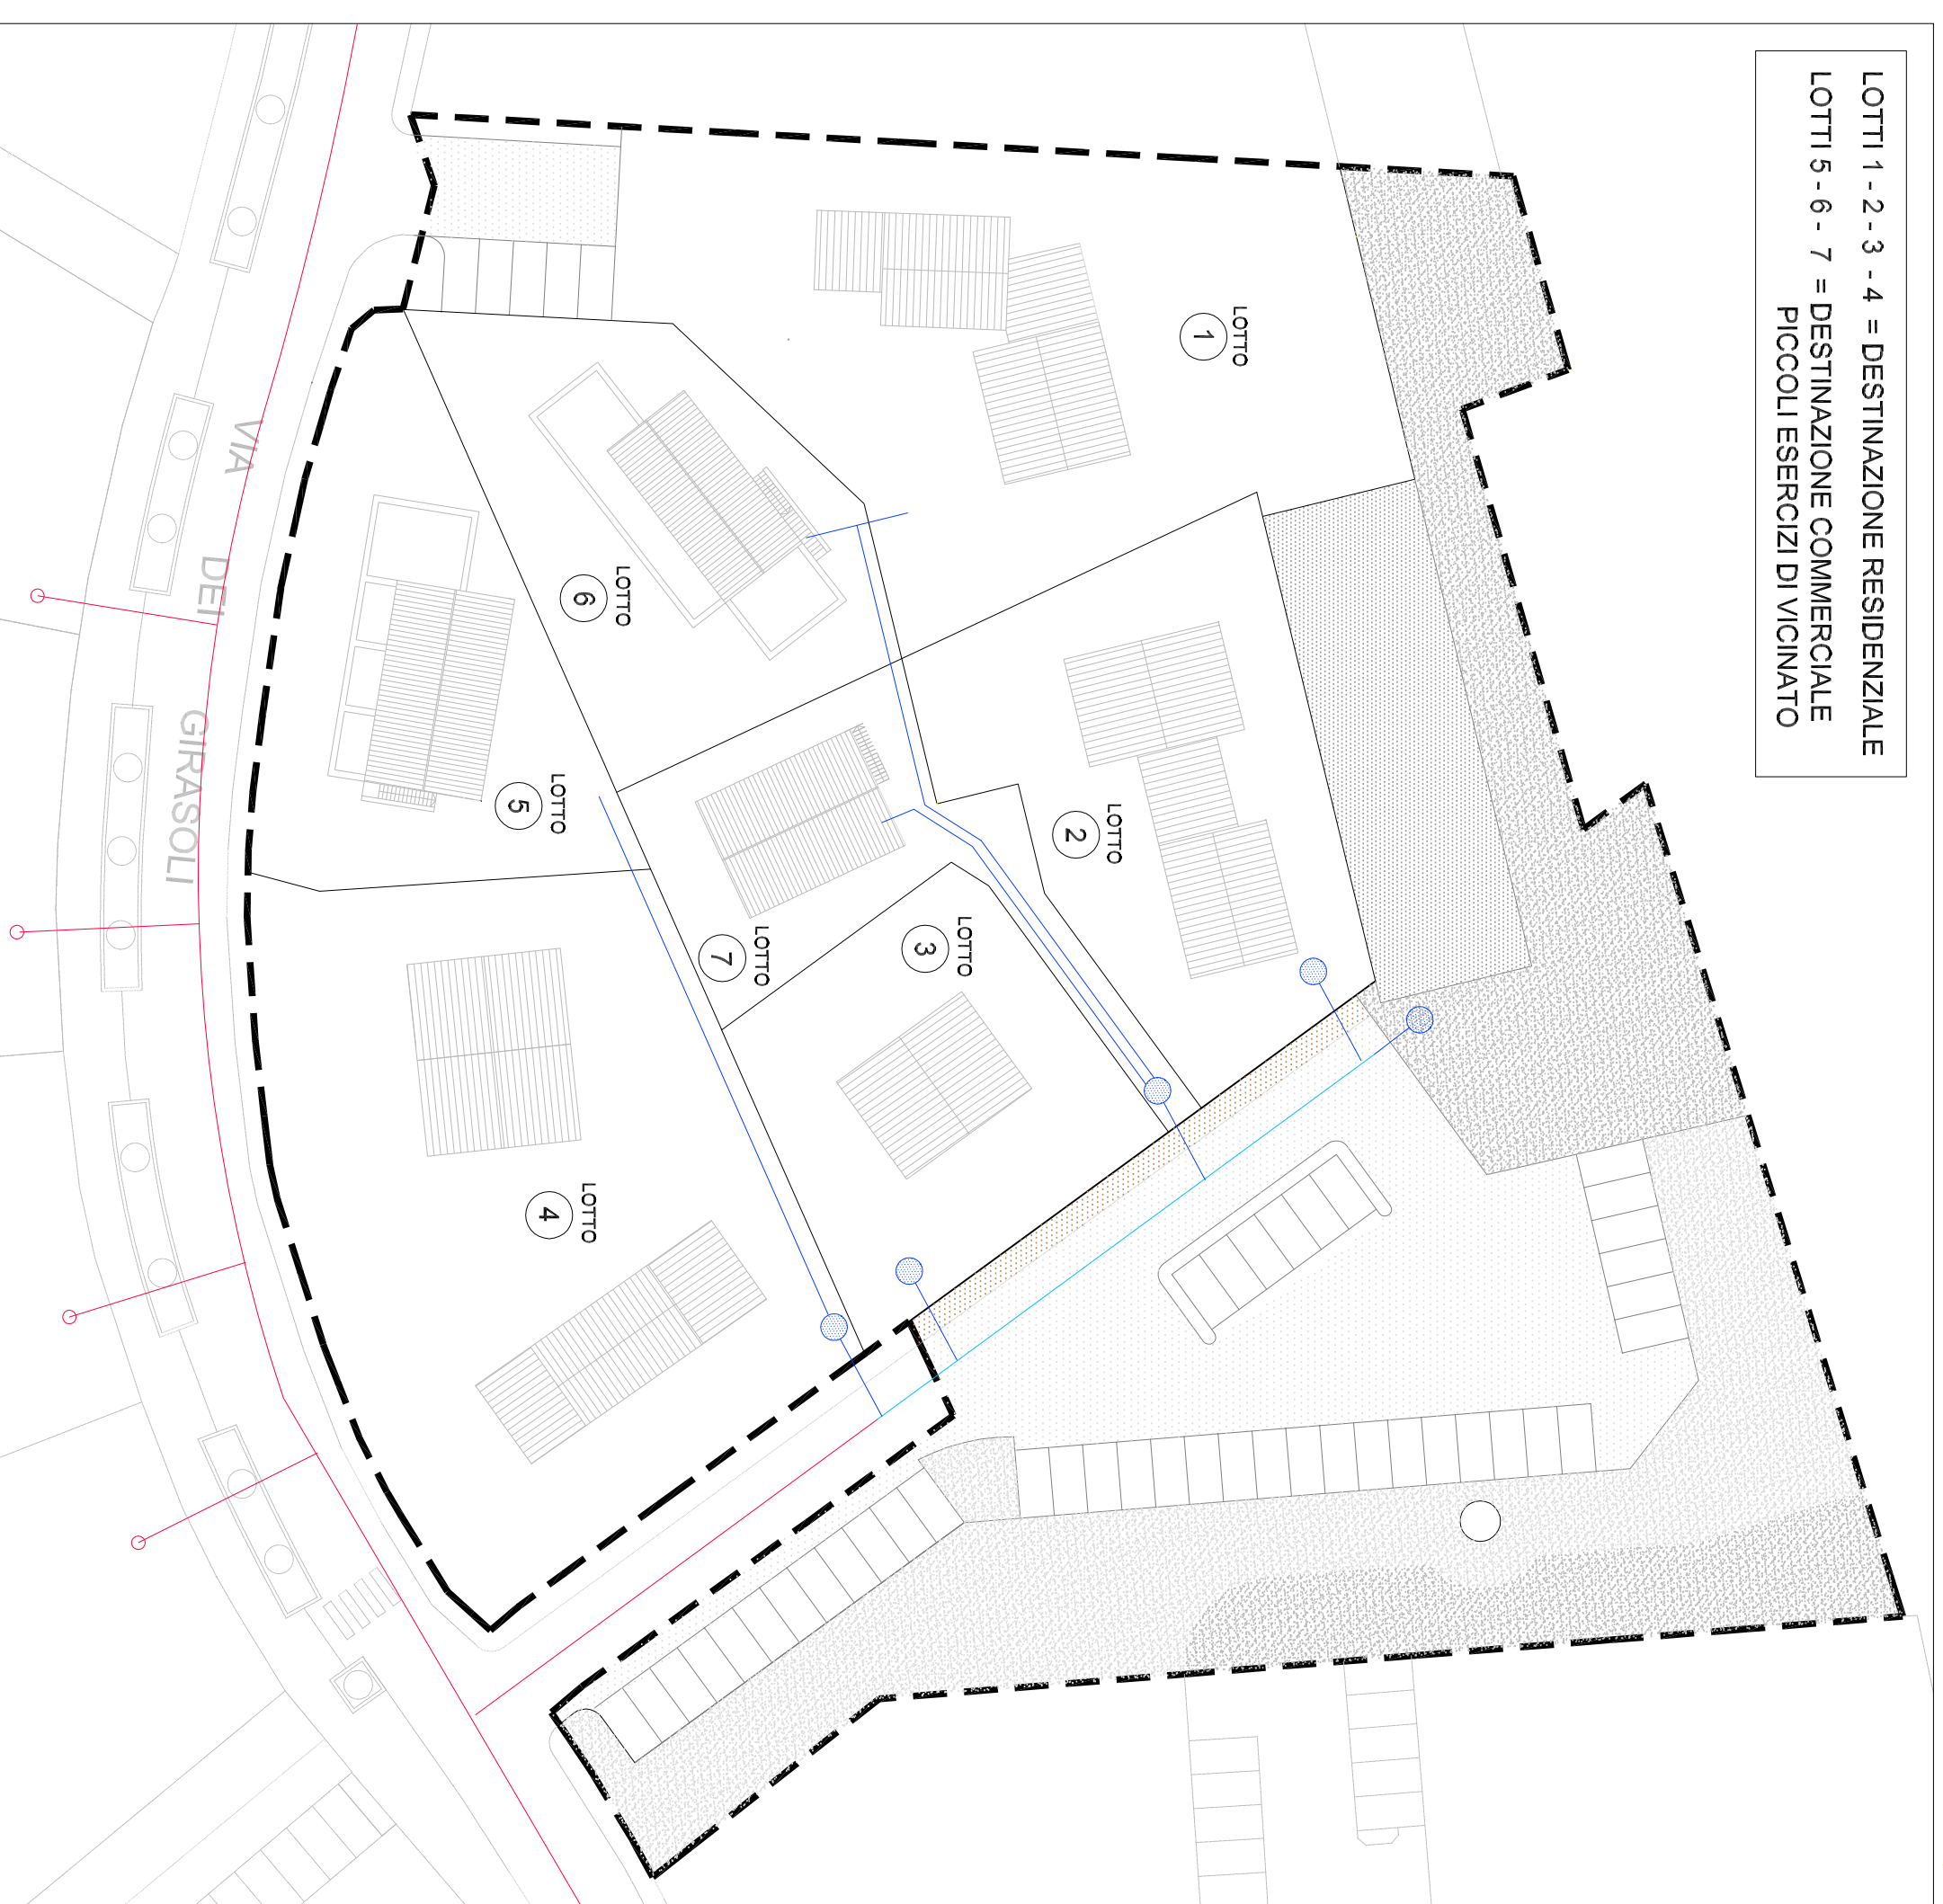 LOTTI 1 - 2 - 3 - 4 = DESTINAZIONE RESIDENZIALE
LOTTI 5 - 6 - 7 = DESTINAZIONE COMMERCIALE
PICCOLI ESERCIZI DI VICINATO
LOTTO
1
LOTTO
2
LOTTO
3
LOTTO
7
LOTTO
6
LOTTO
5
LOTTO
4
VIA DEI GIRASOLI